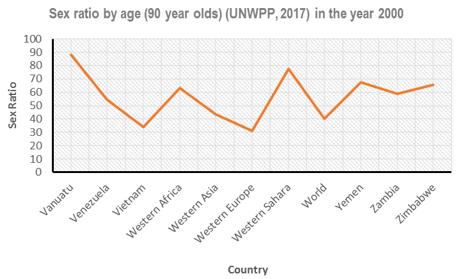 Sex ratio by age (90 year olds) (UNWPP, 2017) in the year 2000
100
90
80
70
60
50
40
30
20
10
0
Sex Ratio
Vanuatu
Venezuela
Vietnam
Western Africa
Western Asia
Western Europe
Western Sahara
World
Yemen
Zambia
Zimbabwe
Country